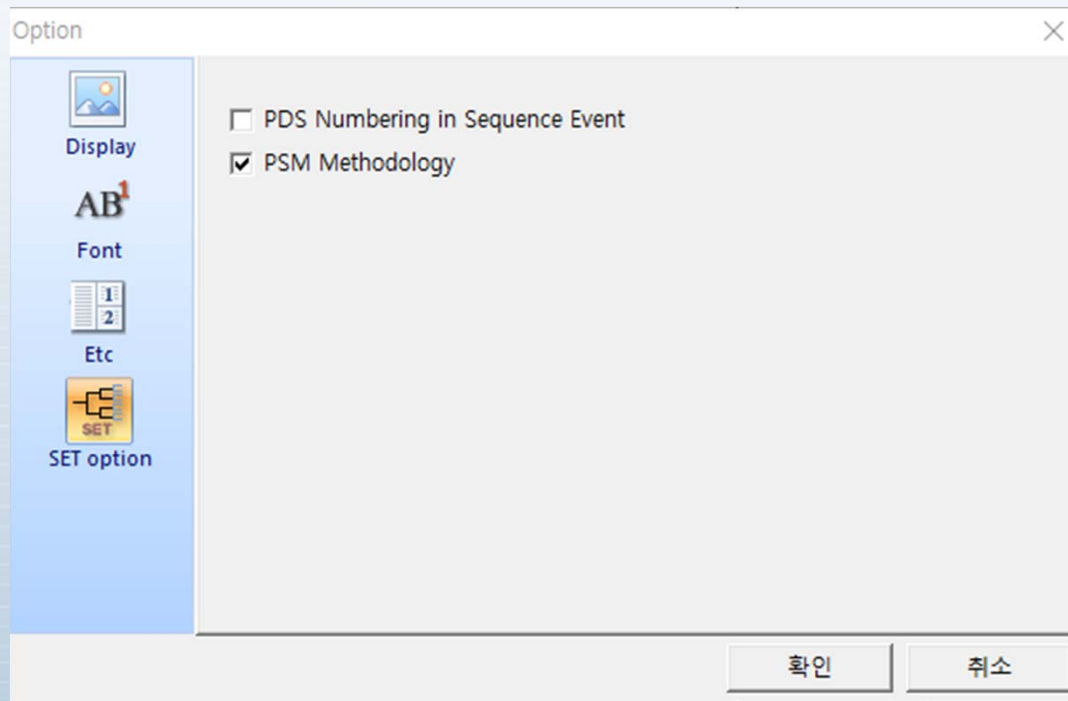 Option
Display
AB1
Font
1
2
Etc
SET
SET option
PDS Numbering in Sequence Event
PSM Methodology
확인
취소